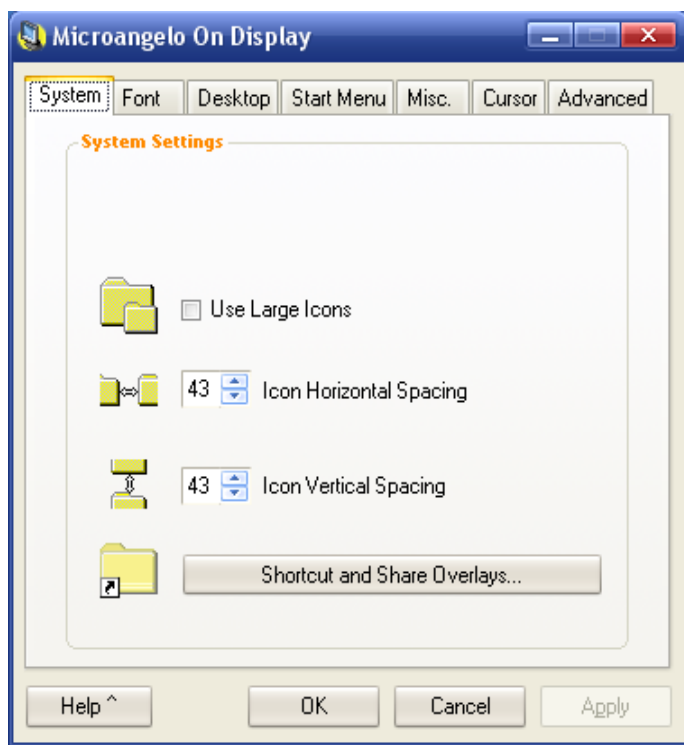 Microangelo On Display
System Font Desktop Start Menu Misc. Cursor Advanced
System Settings
Use Large Icons
43 Icon Horizontal Spacing
43 Icon Vertical Spacing
Shortcut and Share Overlays...
Help ^ OK Cancel Apply